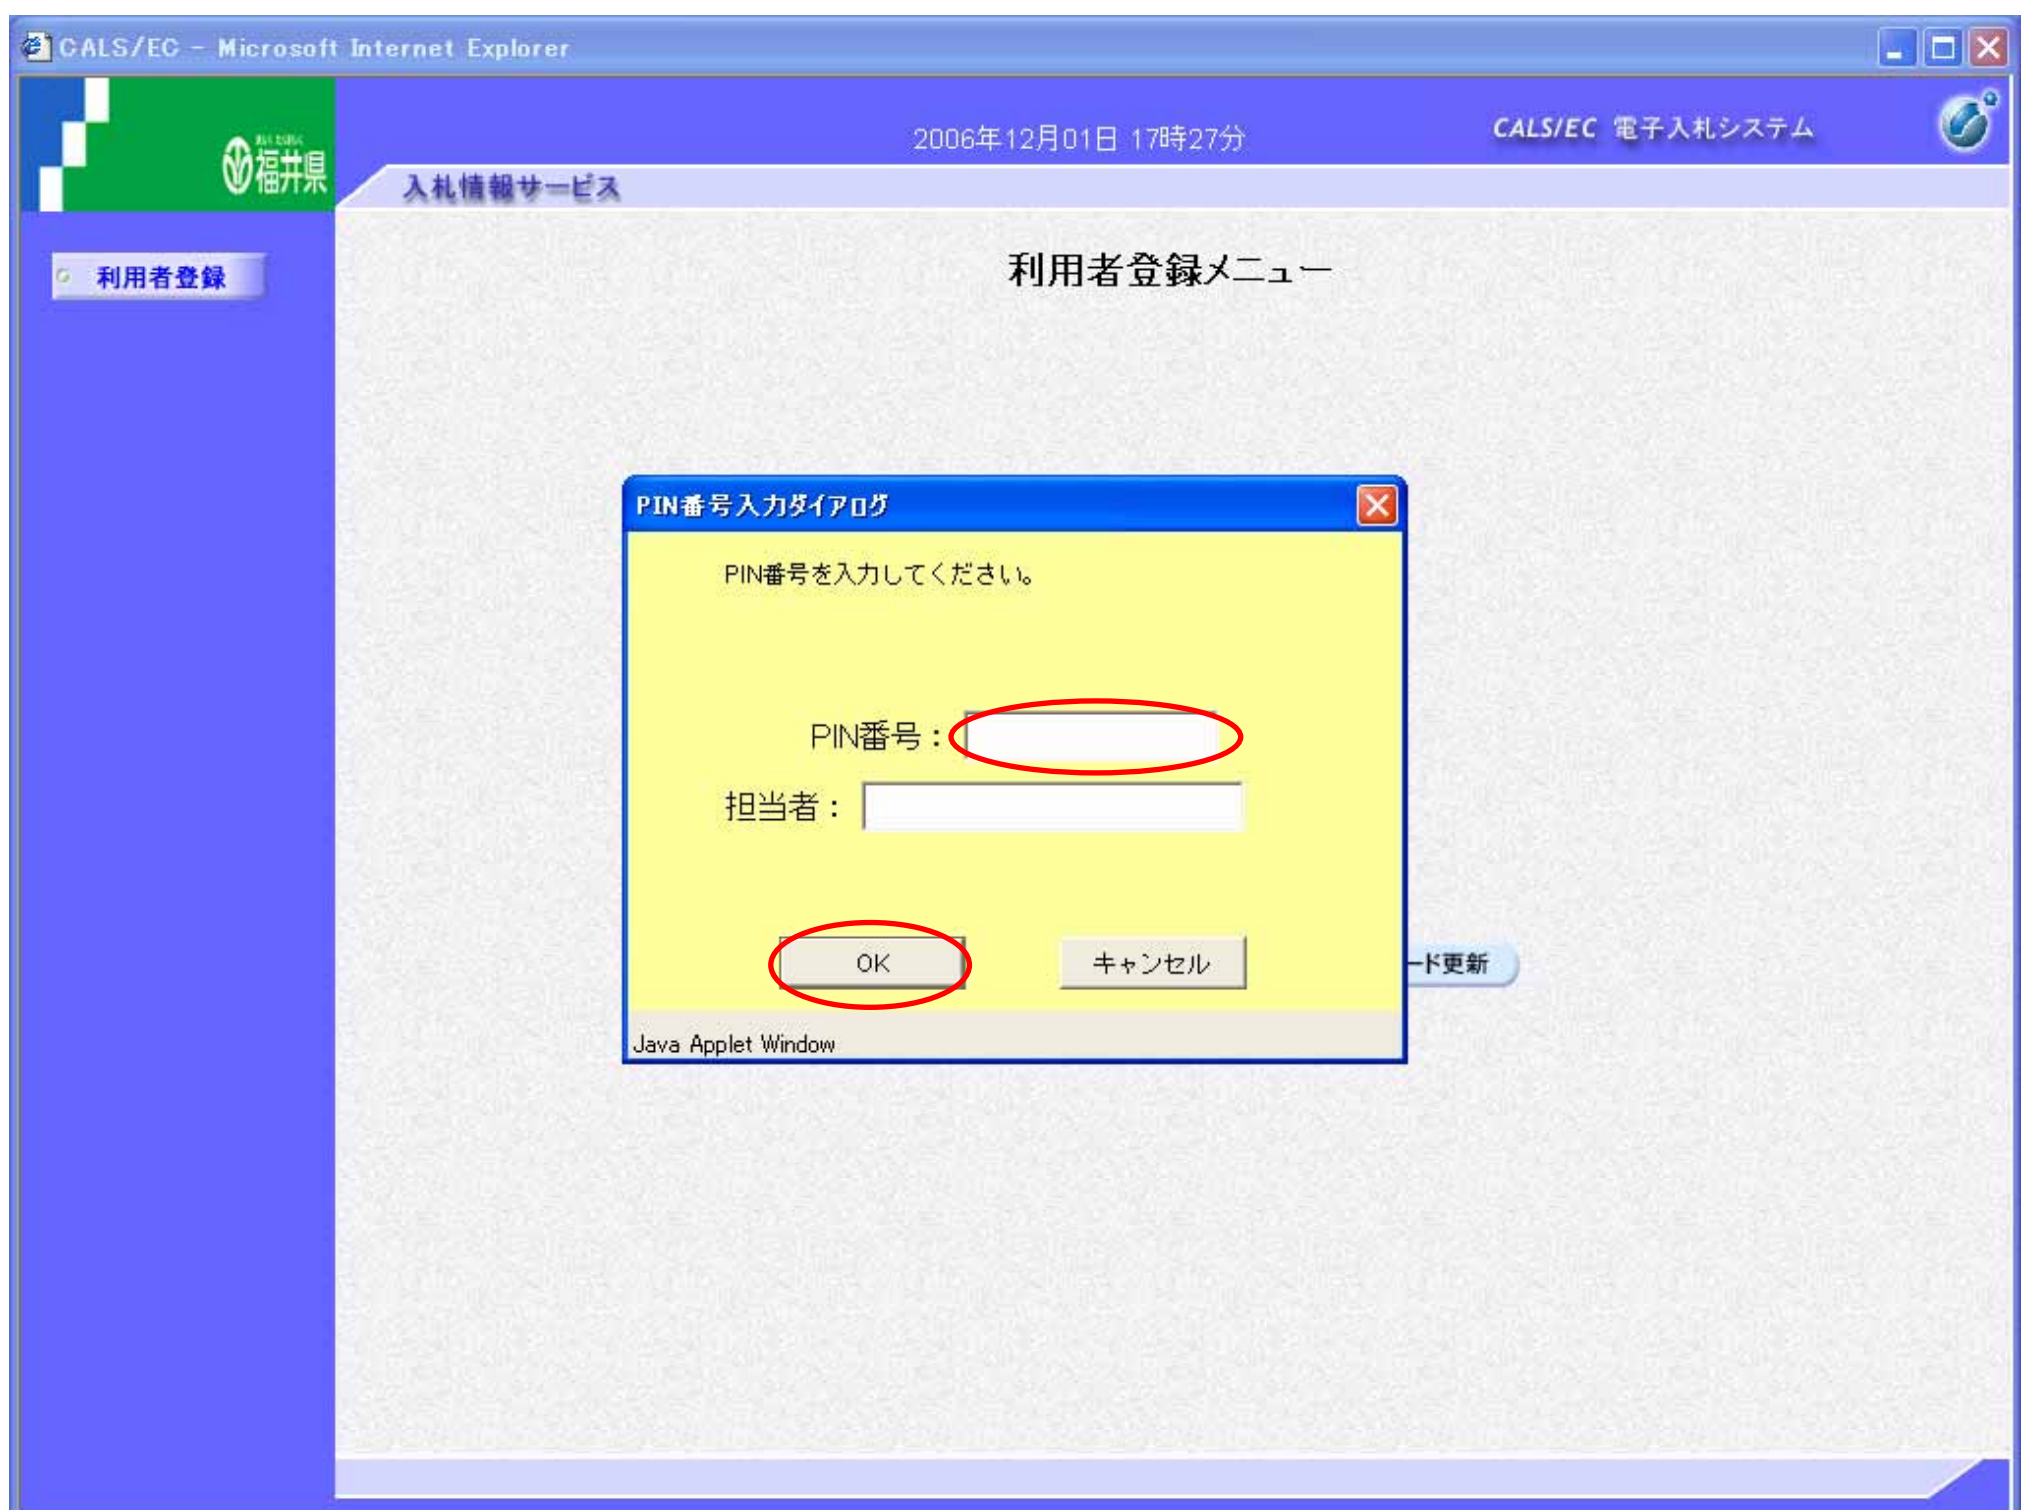 CALS/EC - Microsoft Internet Explorer
福井県
2006年12月01日 17時27分
CALS/EC 電子入札システム
入札情報サービス
利用者登録
利用者登録メニュー
PIN番号入力ダイアログ
PIN番号を入力してください。
PIN番号：
担当者：
OK
キャンセル
ード更新
Java Applet Window